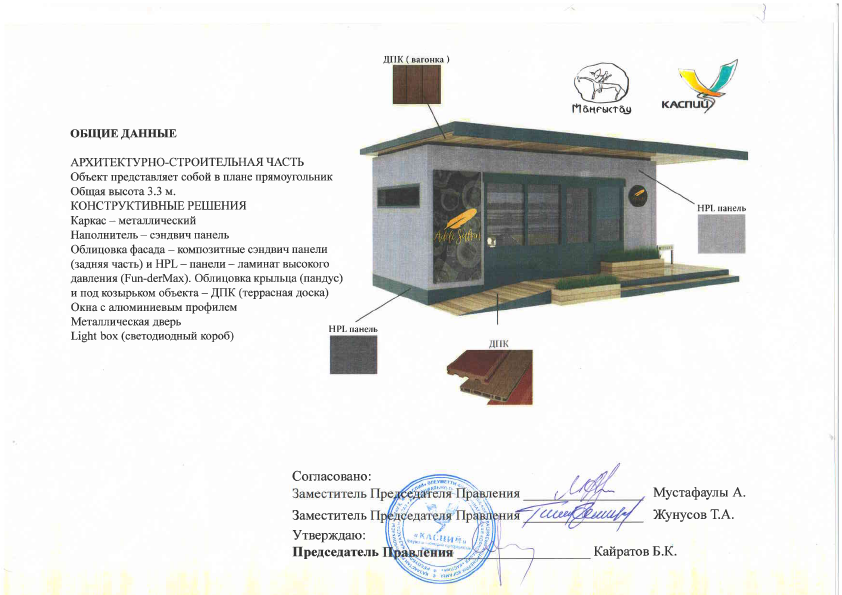 ДПК ( вагонка )
Маңғыстау
КАСПИЙ
ОБЩИЕ ДАННЫЕ
АРХИТЕКТУРНО-СТРОИТЕЛЬНАЯ ЧАСТЬ
Объект представляет собой в плане прямоугольник
Общая высота 3.3 м.
КОНСТРУКТИВНЫЕ РЕШЕНИЯ
Каркас – металлический
Наполнитель – сэндвич панель
Облицовка фасада – композитные сэндвич панели
(задняя часть) и HPL – панели – ламинат высокого
давления (Fun-derMax). Облицовка крыльца (пандус)
и под козырьком объекта – ДПК (террасная доска)
Окна с алюминиевым профилем
Металлическая дверь
Light box (светодиодный короб)
HPL панель
HPL панель
ДПК
Согласовано:
Заместитель Председателя Правления Мустафаулы А.
Заместитель Председателя Правления Жунусов Т.А.
Утверждаю:
Председатель Правления Кайратов Б.К.
«КАСПИЙ»